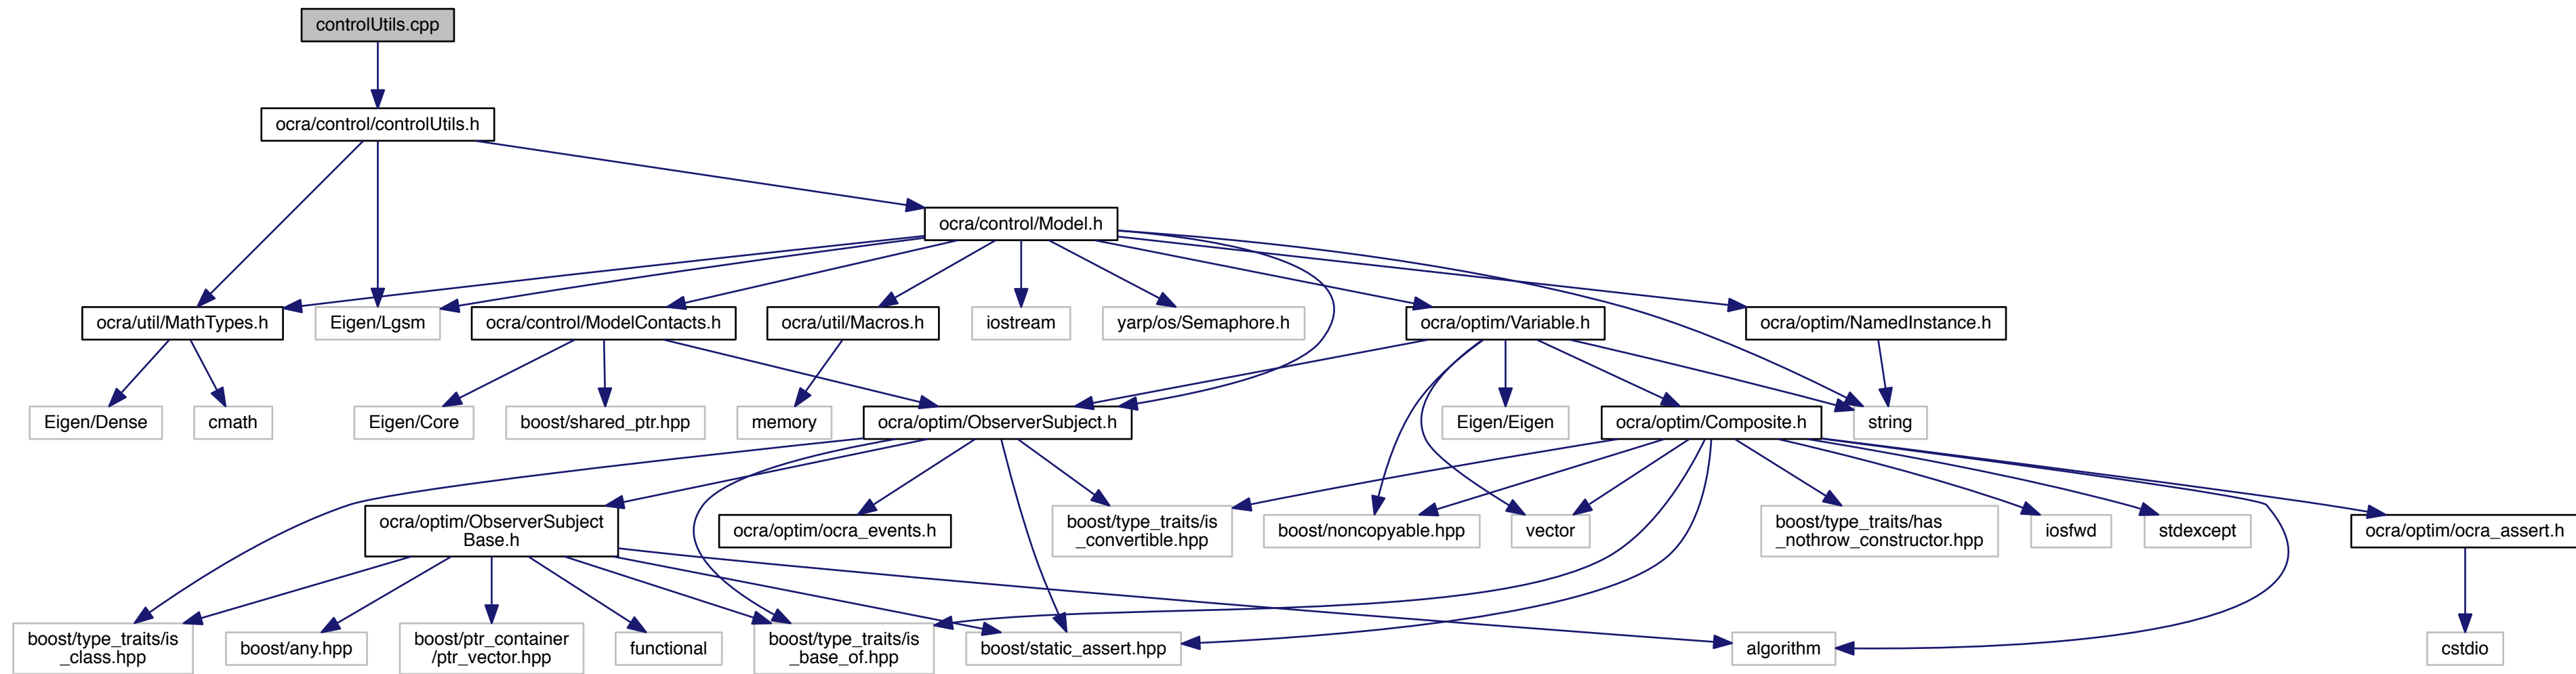 controlUtils.cpp
ocra/control/controlUtils.h
ocra/control/Model.h
ocra/util/MathTypes.h
Eigen/Lgsm
ocra/control/ModelContacts.h
ocra/util/Macros.h
iostream
yarp/os/Semaphore.h
ocra/optim/Variable.h
ocra/optim/NamedInstance.h
Eigen/Dense
cmath
Eigen/Core
boost/shared_ptr.hpp
memory
ocra/optim/ObserverSubject.h
Eigen/Eigen
ocra/optim/Composite.h
string
ocra/optim/ObserverSubject
Base.h
ocra/optim/ocra_events.h
boost/type_traits/is
_convertible.hpp
boost/noncopyable.hpp
vector
boost/type_traits/has
_nothrow_constructor.hpp
iosfwd
stdexcept
ocra/optim/ocra_assert.h
boost/type_traits/is
_class.hpp
boost/any.hpp
boost/ptr_container
/ptr_vector.hpp
functional
boost/type_traits/is
_base_of.hpp
boost/static_assert.hpp
algorithm
cstdio